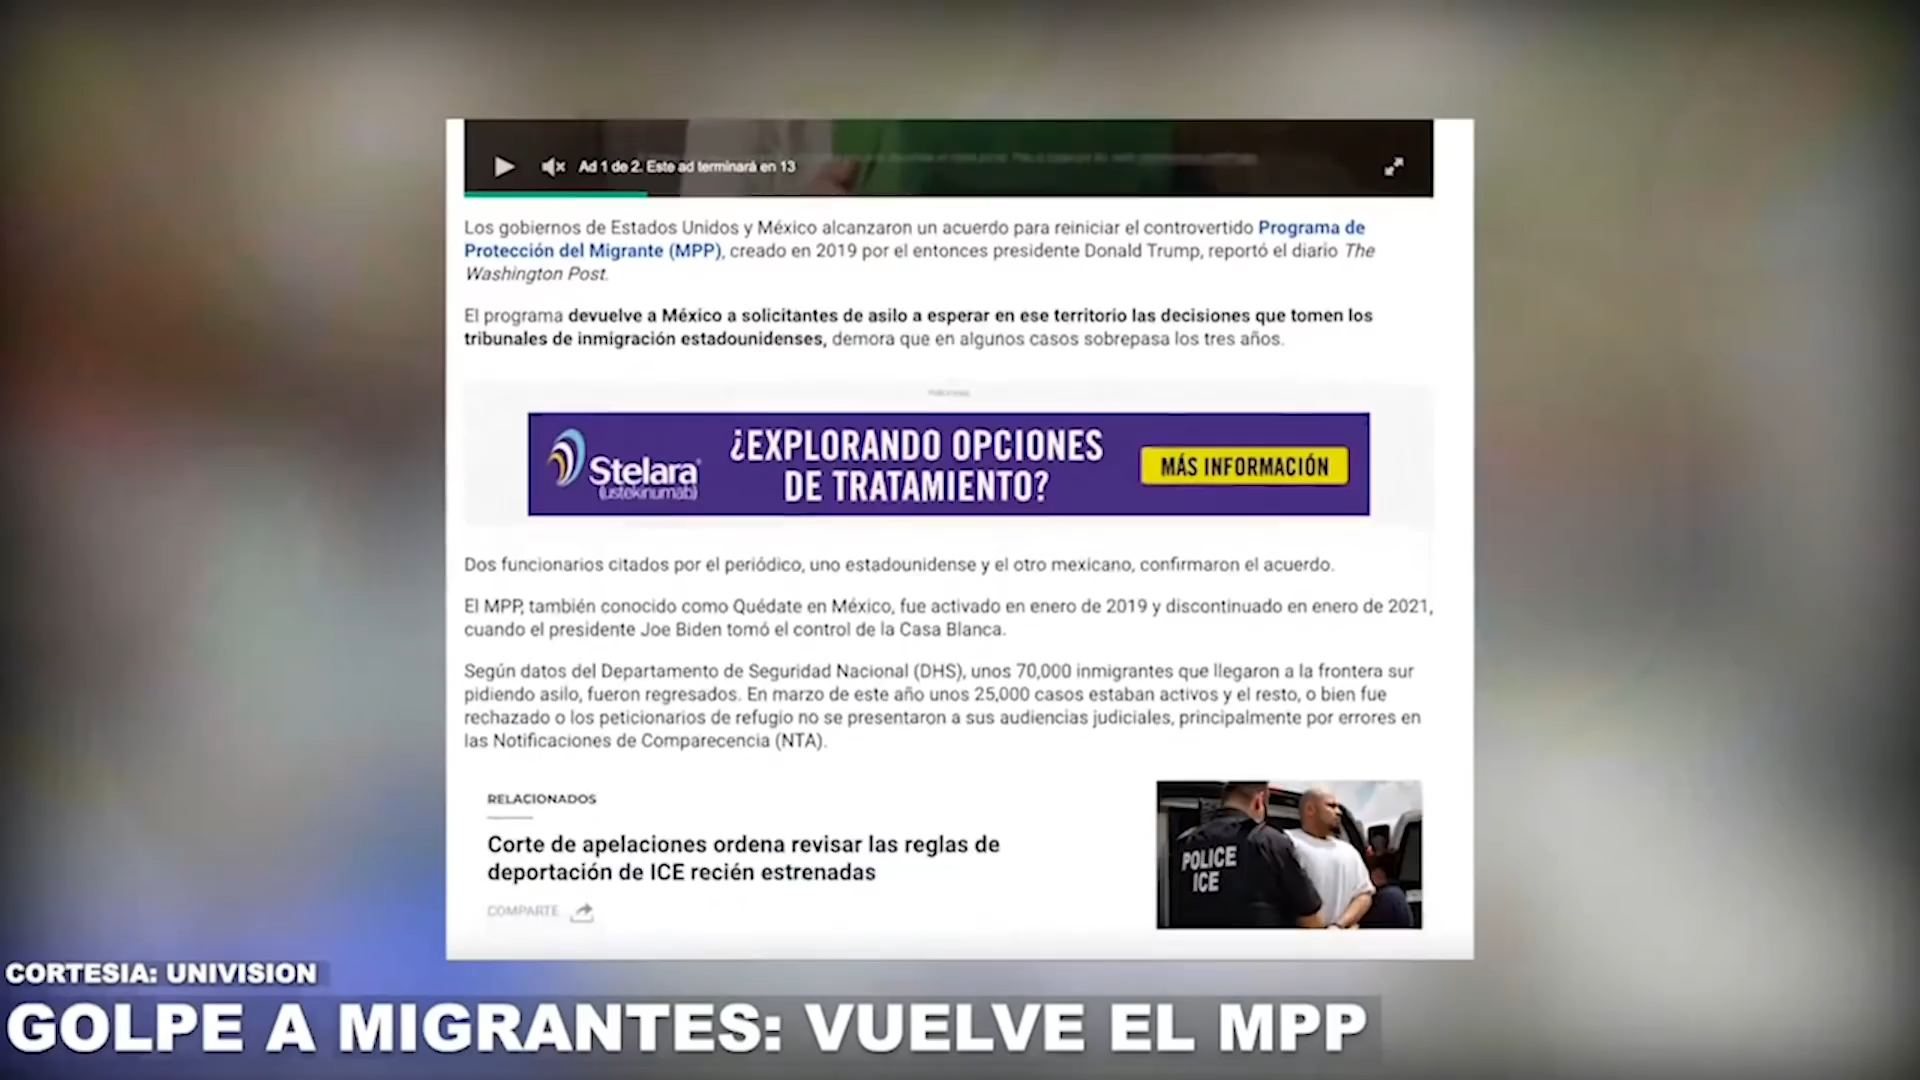 Ad 1 de 2. Este ad terminará en 13
Los gobiernos de Estados Unidos y México alcanzaron un acuerdo para reiniciar el controvertido Programa de
Protección del Migrante (MPP), creado en 2019 por el entonces presidente Donald Trump, reportó el diario The
Washington Post.
El programa devuelve a México a solicitantes de asilo a esperar en ese territorio las decisiones que tomen los
tribunales de inmigración estadounidenses, demora que en algunos casos sobrepasa los tres años.
Stelara
(ustekinumab)
¿EXPLORANDO OPCIONES
DE TRATAMIENTO?
MÁS INFORMACIÓN
Dos funcionarios citados por el periódico, uno estadounidense y el otro mexicano, confirmaron el acuerdo.
El MPP, también conocido como Quédate en México, fue activado en enero de 2019 y discontinuado en enero de 2021,
cuando el presidente Joe Biden tomó el control de la Casa Blanca.
Según datos del Departamento de Seguridad Nacional (DHS), unos 70,000 inmigrantes que llegaron a la frontera sur
pidiendo asilo, fueron regresados. En marzo de este año unos 25,000 casos estaban activos y el resto, o bien fue
rechazado o los peticionarios de refugio no se presentaron a sus audiencias judiciales, principalmente por errores en
las Notificaciones de Comparecencia (NTA).
RELACIONADOS
Corte de apelaciones ordena revisar las reglas de
deportación de ICE recién estrenadas
COMPARTE
POLICE
ICE
CORTESIA: UNIVISION
GOLPE A MIGRANTES: VUELVE EL MPP